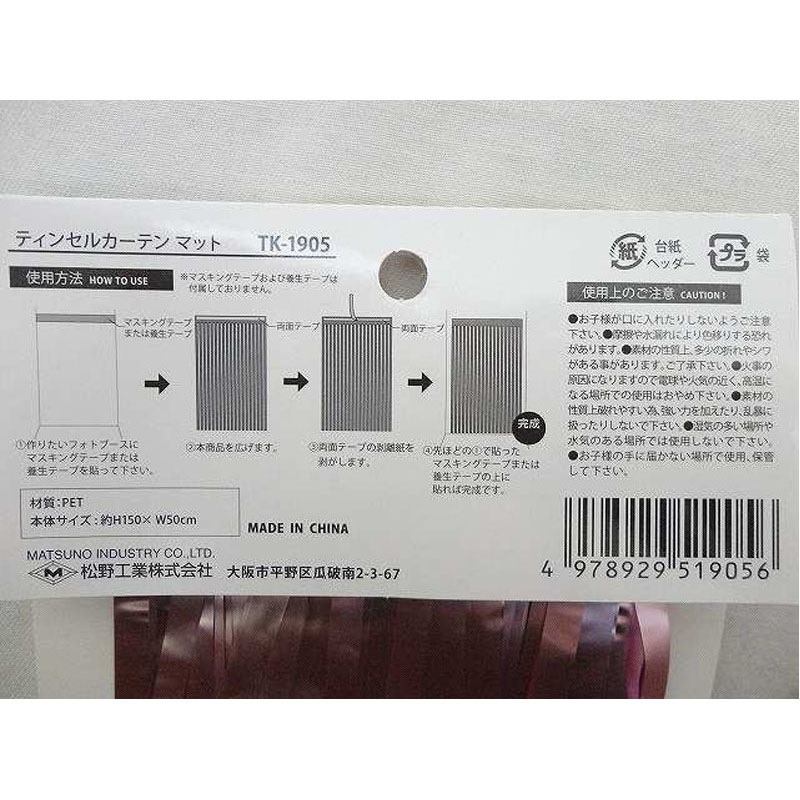 ティンセルカーテン マット TK-1905
使用方法 HOW TO USE
※マスキングテープおよび養生テープは
付属しておりません。
マスキングテープ
または養生テープ
両面テープ
両面テープ
完成
①作りたいフォトブースに
マスキングテープまたは
養生テープを貼って下さい。
②本商品を広げます。
③両面テープの剥離紙を
剥がします。
④先ほどの①で貼った
マスキングテープまたは
養生テープの上に
貼れば完成です。
材質:PET
本体サイズ:約H150× W50cm
MADE IN CHINA
MATSUNO INDUSTRY CO.,LTD.
M 松野工業株式会社 大阪市平野区瓜破南2-3-67
紙 台紙
ヘッダー
プラ 袋
使用上のご注意 CAUTION!
●お子様が口に入れたりしないようご注意
下さい。●摩擦や水漏れにより色移りする恐れ
があります。●素材の性質上、多少の折れやシワ
がある事があります。ご了承下さい。●火事の
原因になりますので電球や火気の近く、高温に
なる場所での使用はおやめ下さい。●素材の
性質上破れやすい為、強い力を加えたり、乱暴に
扱ったりしないで下さい。●湿気の多い場所や
水気のある場所では使用しないで下さい。
●お子様の手に届かない場所で使用、保管
して下さい。
4 978929 519056